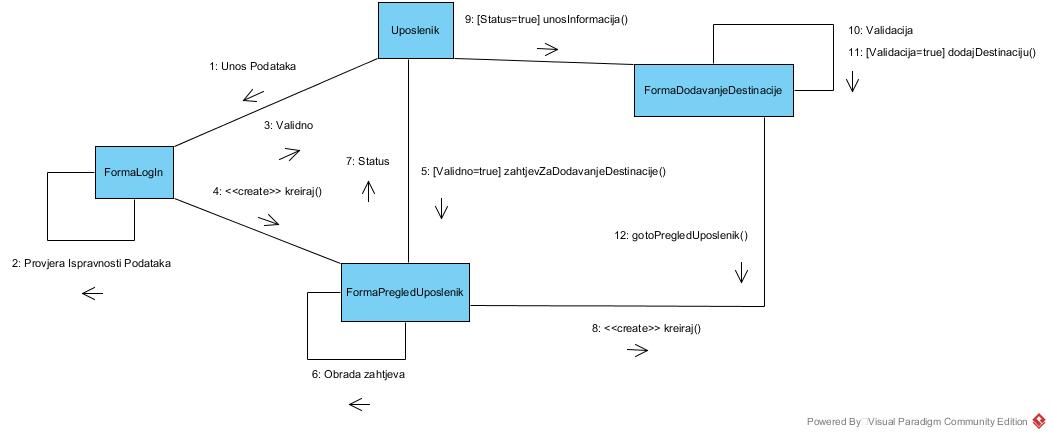 Uposlenik
9: [Status=true] unosInformacija()
10: Validacija
11: [Validacija=true] dodajDestinaciju()
1: Unos Podataka
FormaDodavanjeDestinacije
3: Validno
7: Status
FormaLogIn
5: [Validno=true] zahtjevZaDodavanjeDestinacije()
4: <<create>> kreiraj()
12: gotoPregledUposlenik()
2: Provjera Ispravnosti Podataka
FormaPregledUposlenik
8: <<create>> kreiraj()
6: Obrada zahtjeva
Powered By Visual Paradigm Community Edition